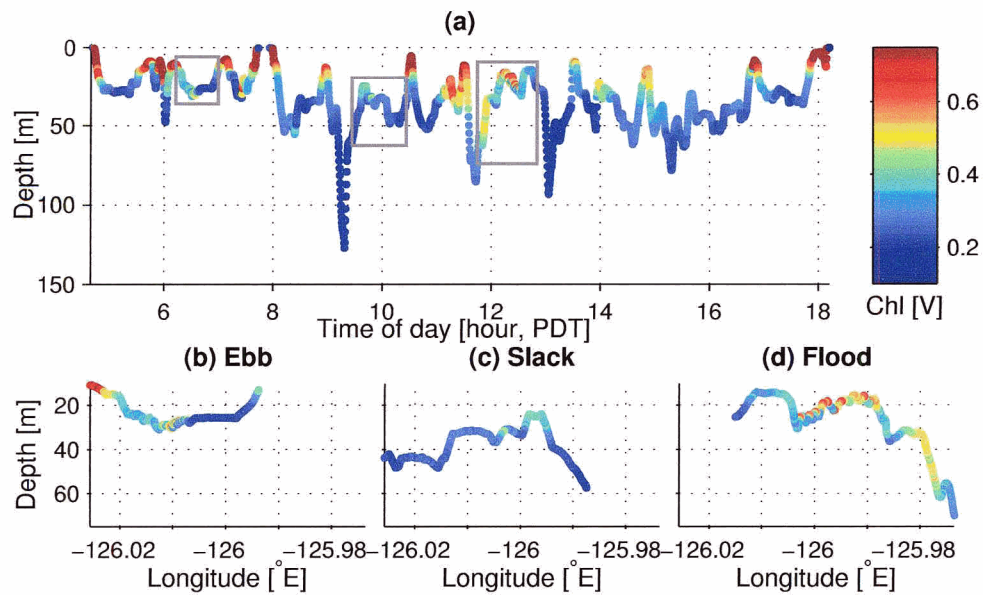 (a)
0
50
100
150
Depth [m]
6 8 10 12 14 16 18
Time of day [hour, PDT]
0.6
0.4
0.2
Chl [V]
(b) Ebb (c) Slack (d) Flood
20
40
60
Depth [m]
−126.02 −126 −125.98 −126.02 −126 −125.98 −126.02 −126 −125.98
Longitude [°E] Longitude [°E] Longitude [°E]